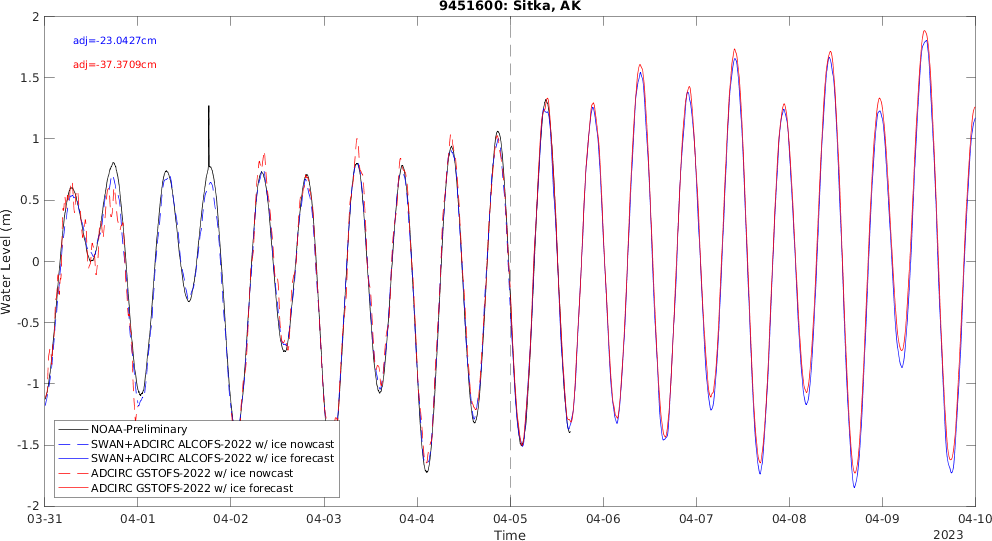 9451600: Sitka, AK
adj=-23.0427cm
adj=-37.3709cm
2
1.5
1
0.5
0
-0.5
-1
-1.5
-2
Water Level (m)
NOAA-Preliminary
SWAN+ADCIRC ALCOFS-2022 w/ ice nowcast
SWAN+ADCIRC ALCOFS-2022 w/ ice forecast
ADCIRC GSTOFS-2022 w/ ice nowcast
ADCIRC GSTOFS-2022 w/ ice forecast
03-31 04-01 04-02 04-03 04-04 04-05 04-06 04-07 04-08 04-09 04-10
Time
2023